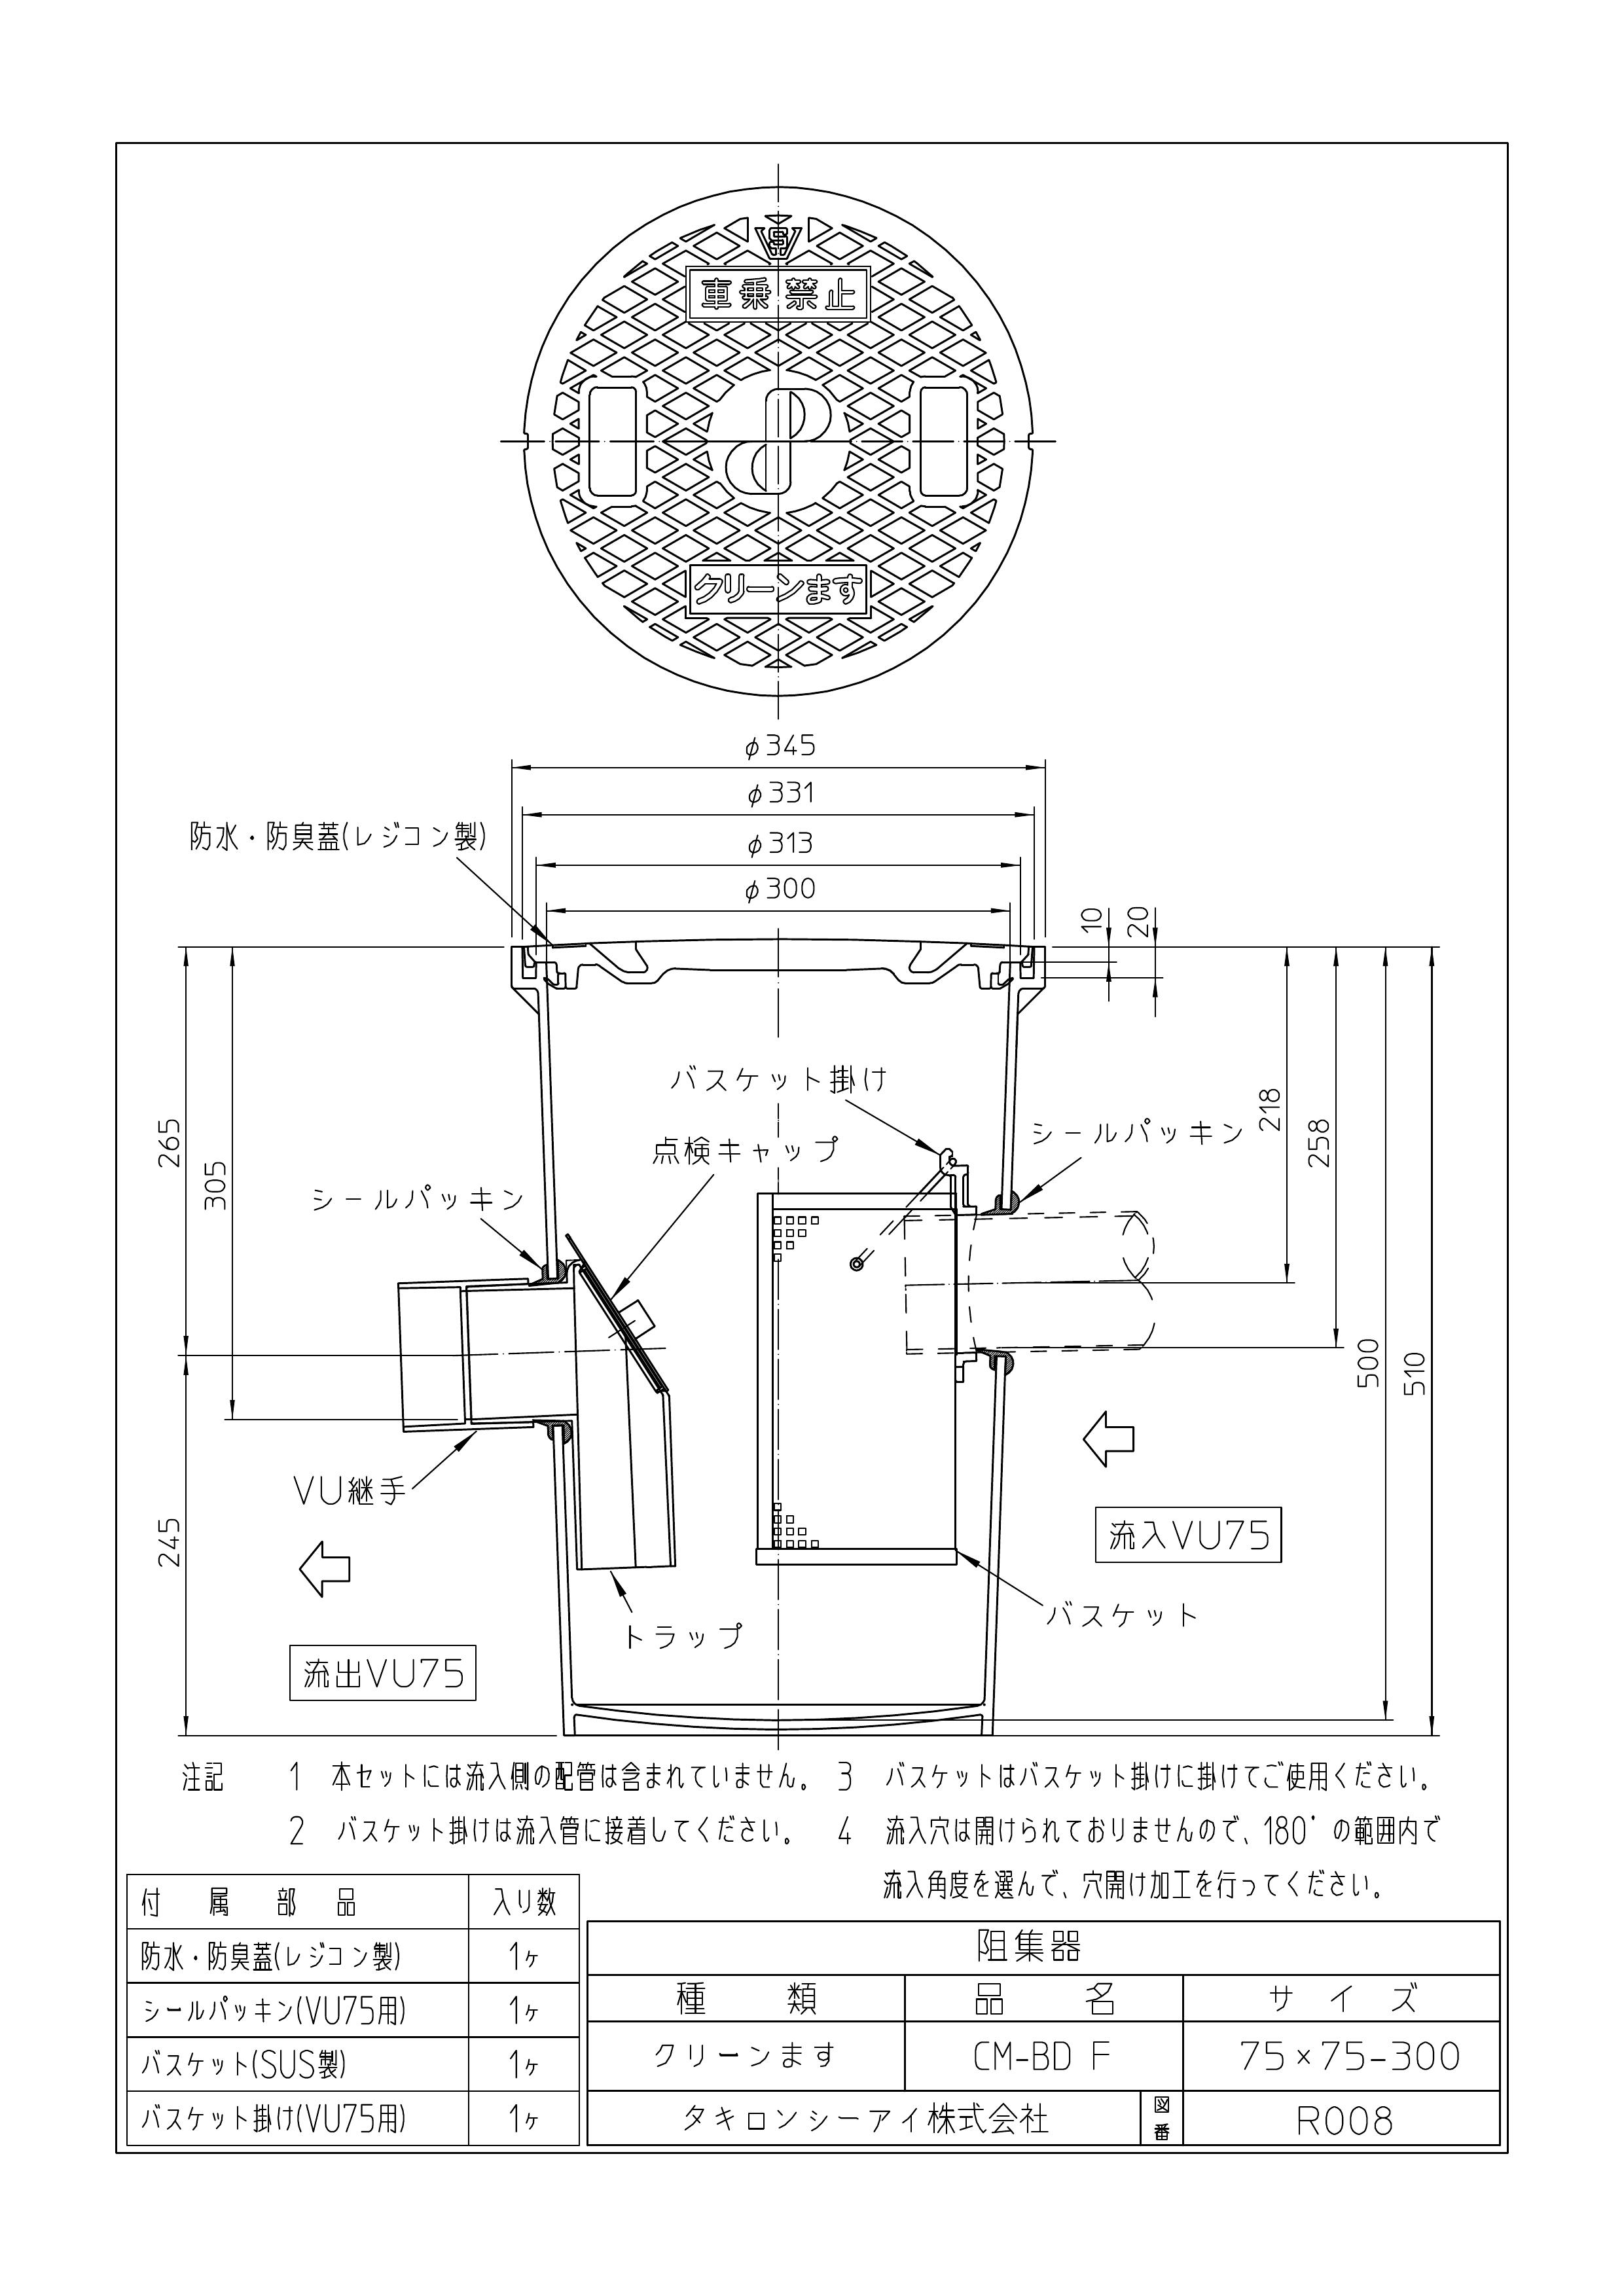 車乗禁止
クリーンます
φ345
φ331
防水・防臭蓋(レジコン製)
φ313
φ300
10
20
バスケット掛け
218
シールパッキン
258
265
点検キャップ
305
シールパッキン
500
510
VU継手
245
流入VU75
バスケット
トラップ
流出VU75
注記 1 本セットには流入側の配管は含まれていません。
2 バスケット掛けは流入管に接着してください。
3 バスケットはバスケット掛けに掛けてご使用ください。
4 流入穴は開けられておりませんので、180°の範囲内で
流入角度を選んで、穴開け加工を行ってください。
付属部品 入り数
防水・防臭蓋(レジコン製) 1ヶ
シールパッキン(VU75用) 1ヶ
バスケット(SUS製) 1ヶ
バスケット掛け(VU75用) 1ヶ
阻集器
種類 品名 サイズ
クリーンます CM-BD F 75×75-300
タキロンシーアイ株式会社 図番 R008